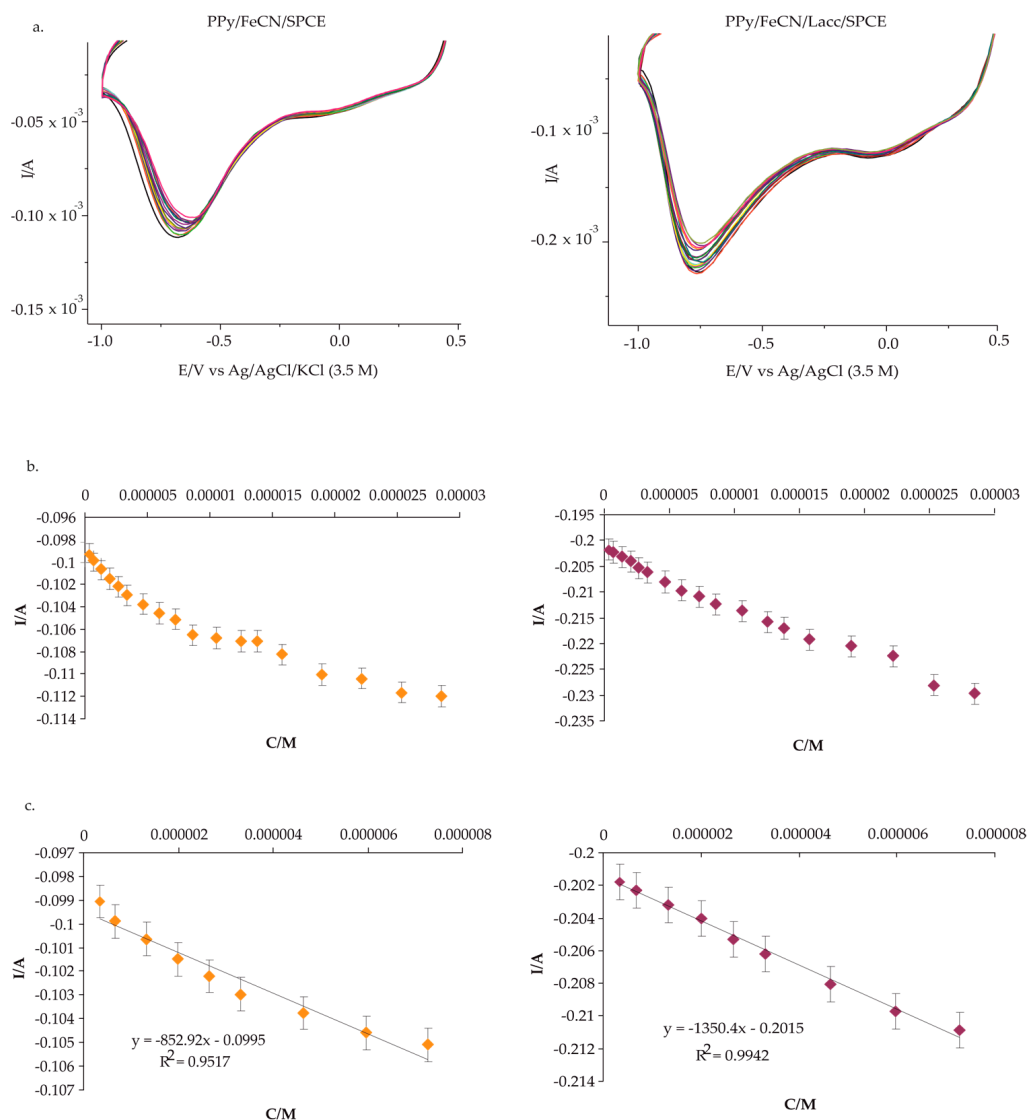 PPy/FeCN/SPCE
PPy/FeCN/Lacc/SPCE
a.
-0.05 x 10⁻³
-0.10 x 10⁻³
-0.15 x 10⁻³
I/A
-1.0 -0.5 0.0 0.5
E/V vs Ag/AgCl/KCl (3.5 M)
-0.1 x 10⁻³
-0.2 x 10⁻³
I/A
-1.0 -0.5 0.0 0.5
E/V vs Ag/AgCl (3.5 M)
b.
0 0.000005 0.00001 0.000015 0.00002 0.000025 0.00003
-0.096
-0.098
-0.1
-0.102
-0.104
-0.106
-0.108
-0.11
-0.112
-0.114
I/A
C/M
0 0.000005 0.00001 0.000015 0.00002 0.000025 0.00003
-0.195
-0.2
-0.205
-0.21
-0.215
-0.22
-0.225
-0.23
-0.235
I/A
C/M
c.
0 0.000002 0.000004 0.000006 0.000008
-0.097
-0.099
-0.1
-0.101
-0.102
-0.103
-0.104
-0.105
-0.106
-0.107
I/A
y = -852.92x - 0.0995
R² = 0.9517
C/M
0 0.000002 0.000004 0.000006 0.000008
-0.2
-0.202
-0.204
-0.206
-0.208
-0.21
-0.212
-0.214
I/A
y = -1350.4x - 0.2015
R² = 0.9942
C/M